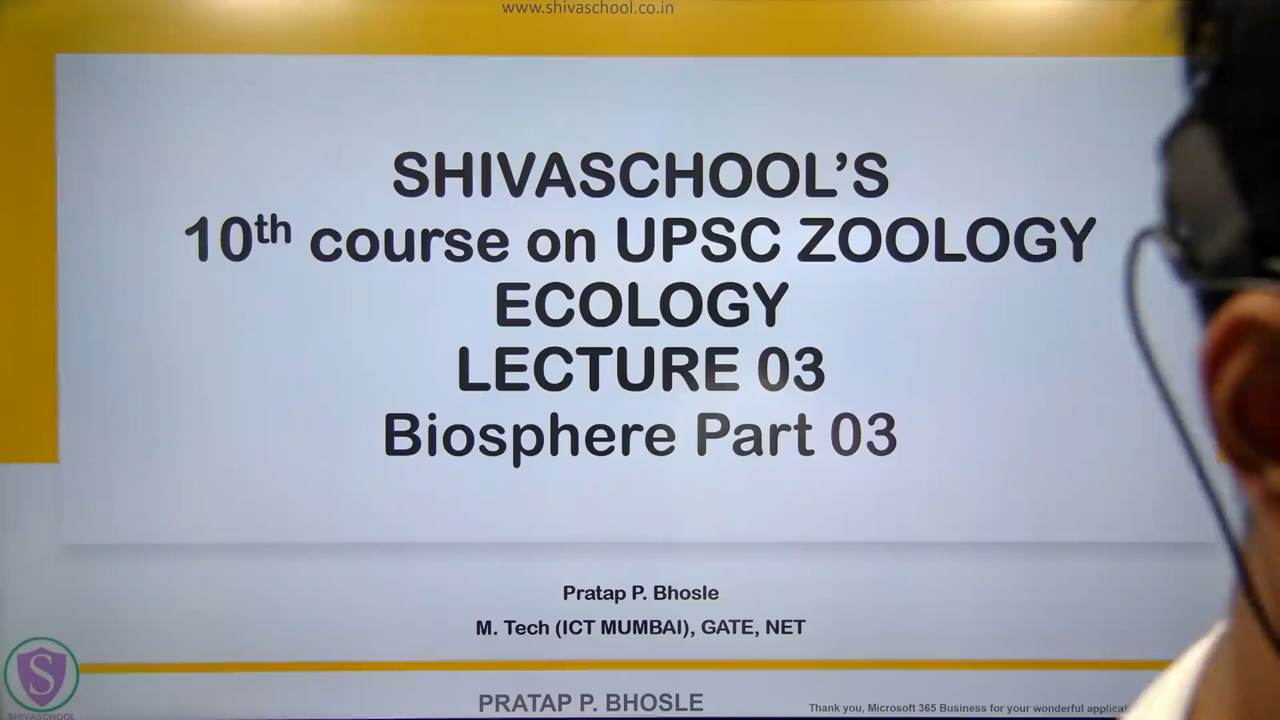 www.shivaschool.co.in
SHIVASCHOOL’S
10th course on UPSC ZOOLOGY
ECOLOGY
LECTURE 03
Biosphere Part 03
Pratap P. Bhosle
M. Tech (ICT MUMBAI), GATE, NET
S
SHIVASCHOOL
PRATAP P. BHOSLE
Thank you, Microsoft 365 Business for your wonderful